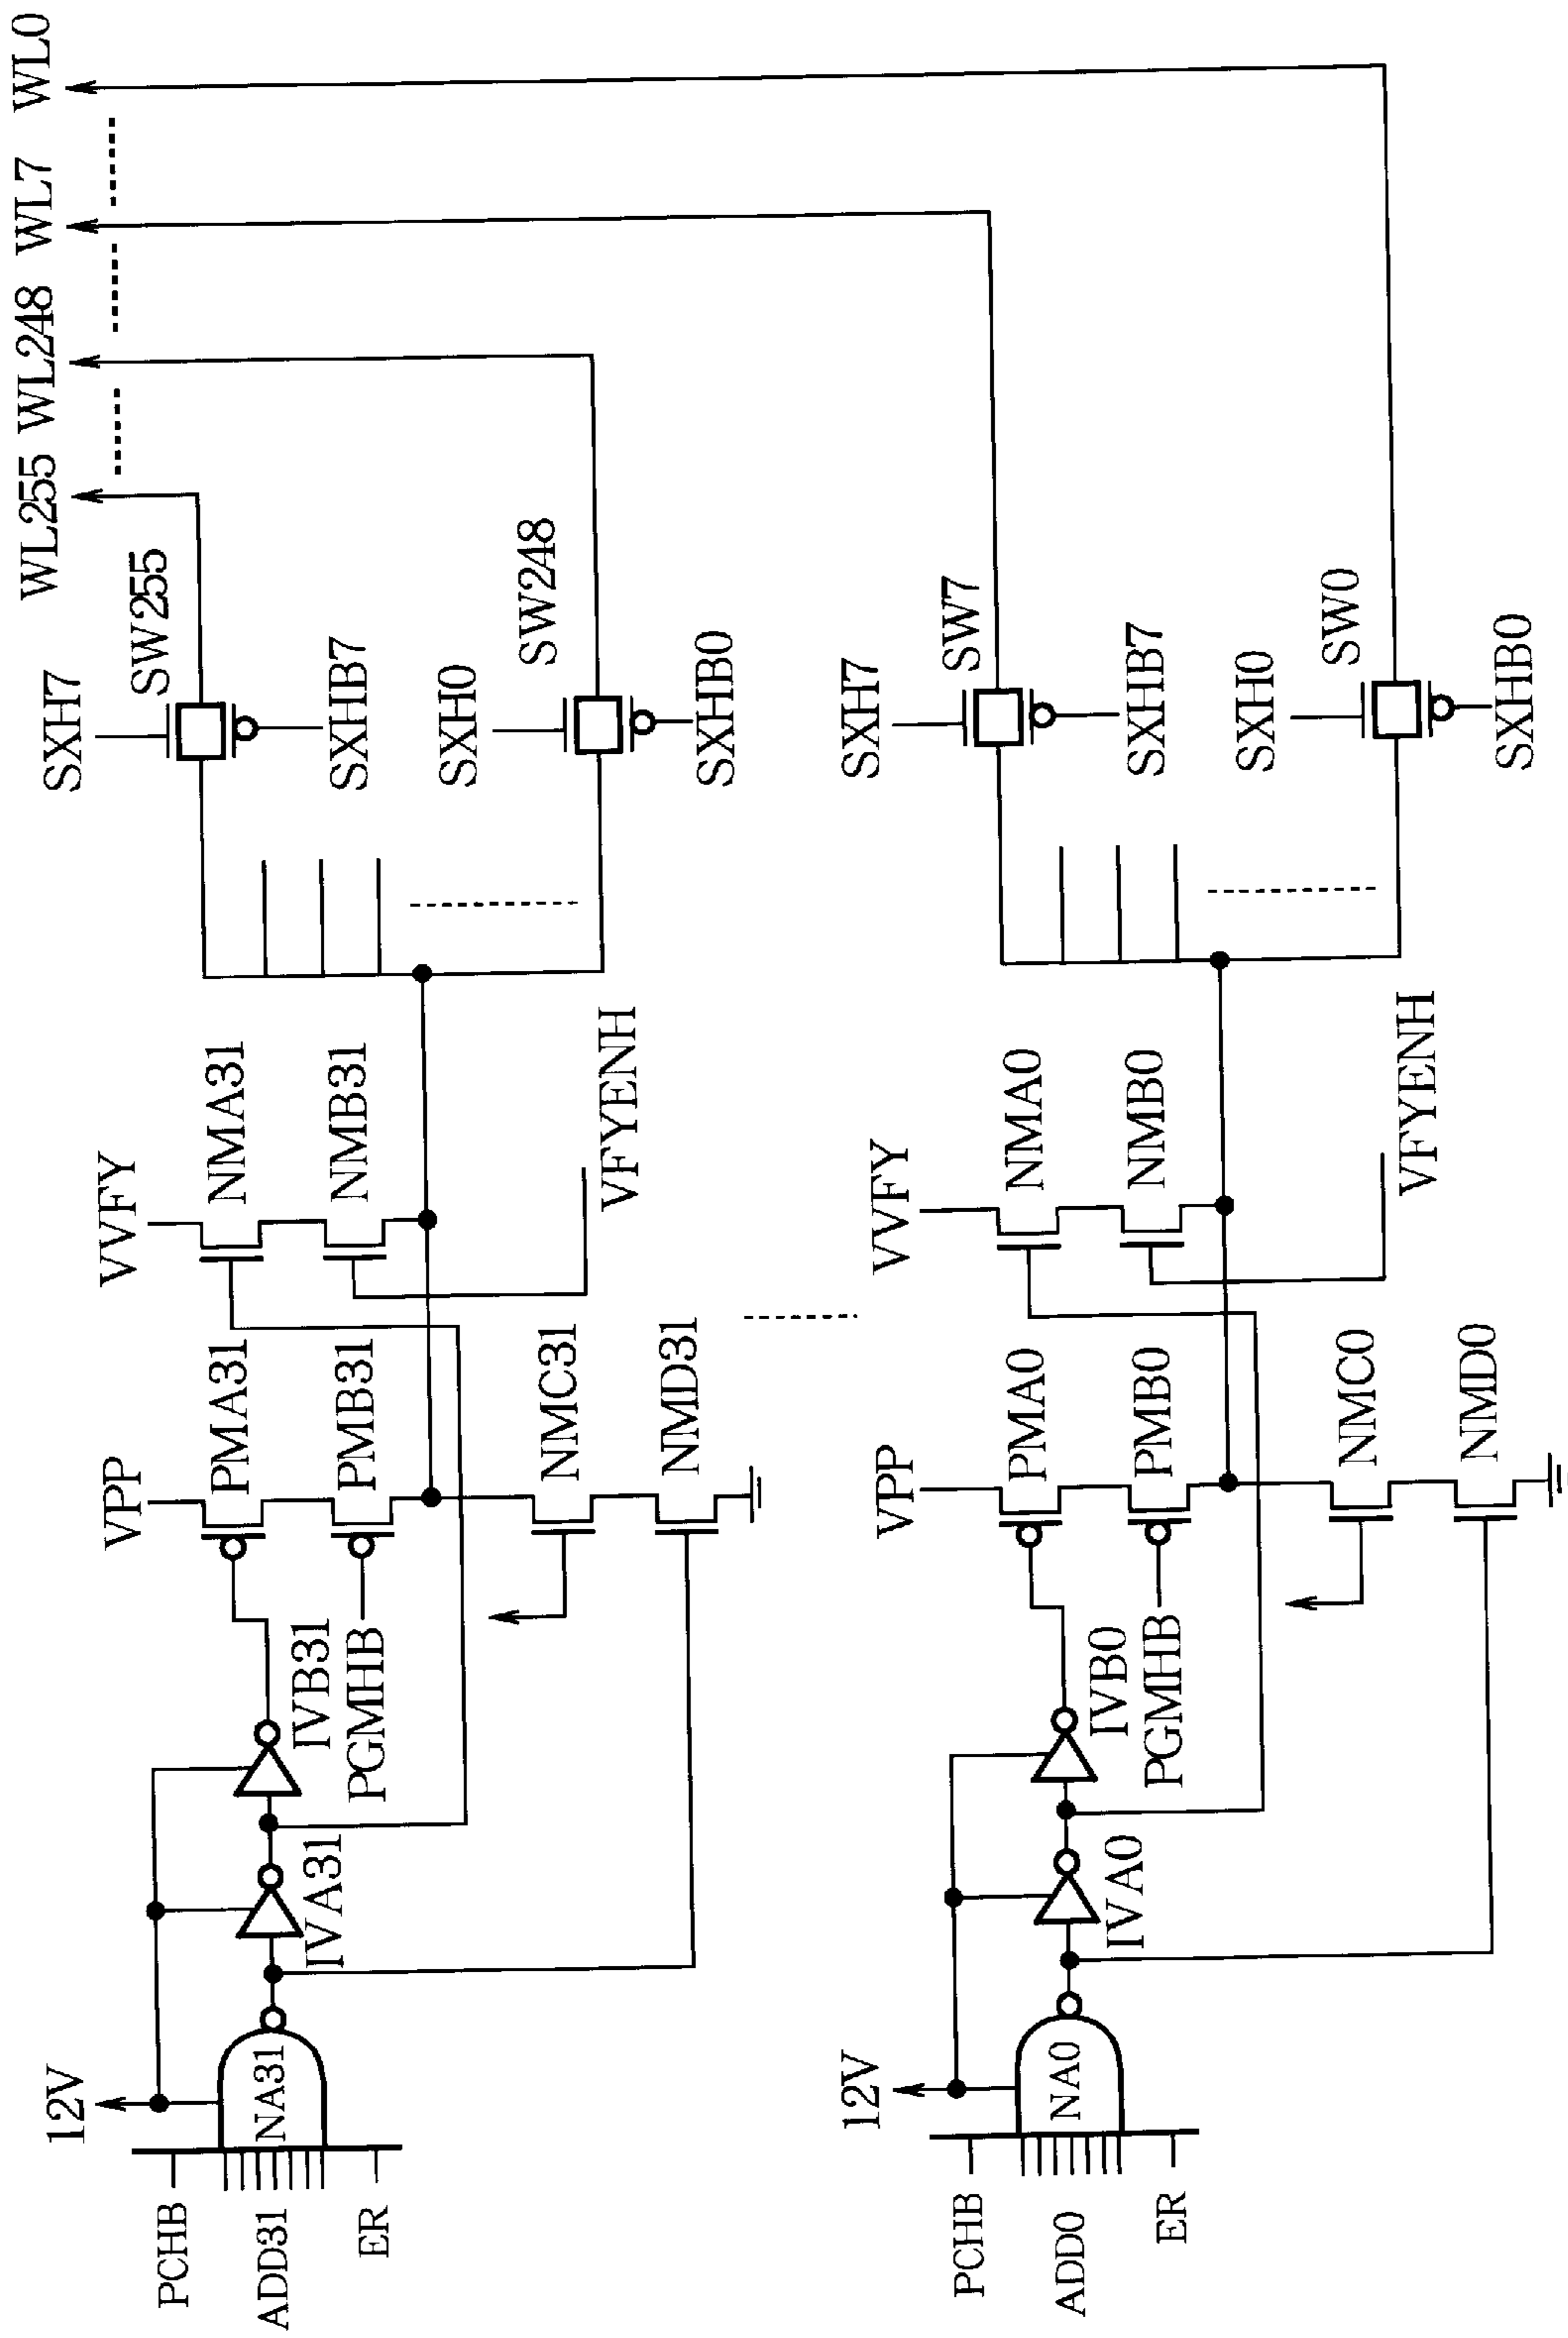 WL255 WL248 WL7 WL0
SXH7
SW255
SXHB7
SXH0
SW248
SXHB0
SXH7
SW7
SXHB7
SXH0
SW0
SXHB0
VVFY
NMA31
NMB31
VFYENH
VVFY
NMA0
NMB0
VFYENH
VPP
PMA31
PMB31
NMC31
NMD31
VPP
PMA0
PMB0
NMC0
NMD0
IVB31
PGMHB
IVB0
PGMHB
IVA31
IVA0
12V
NA31
12V
NA0
PCHB
ADD31
ER
PCHB
ADD0
ER